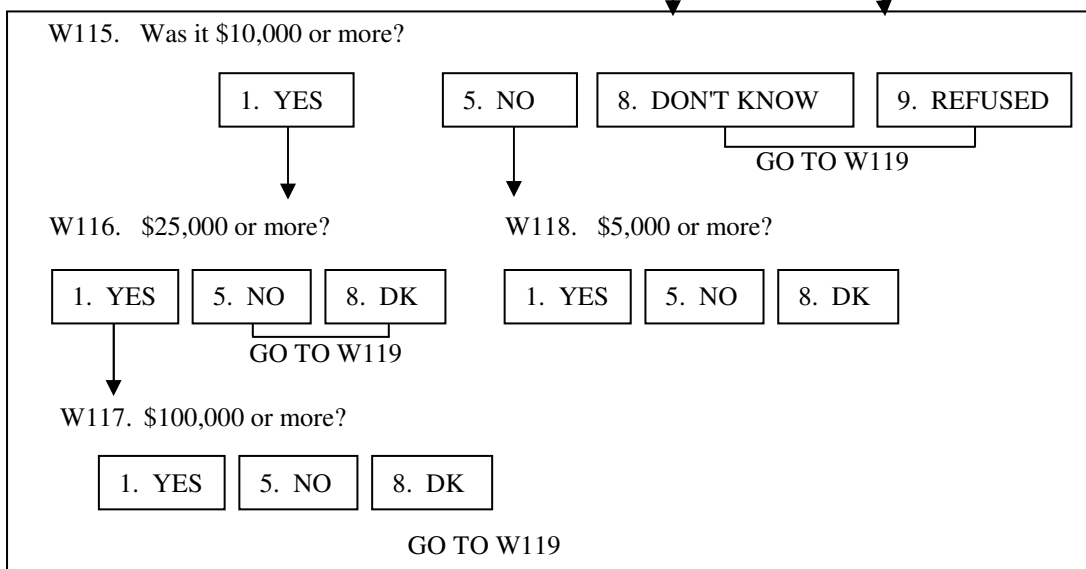 W115. Was it $10,000 or more?
1. YES 5. NO 8. DON'T KNOW 9. REFUSED
GO TO W119
W116. $25,000 or more? W118. $5,000 or more?
1. YES 5. NO 8. DK 1. YES 5. NO 8. DK
GO TO W119
W117. $100,000 or more?
1. YES 5. NO 8. DK
GO TO W119